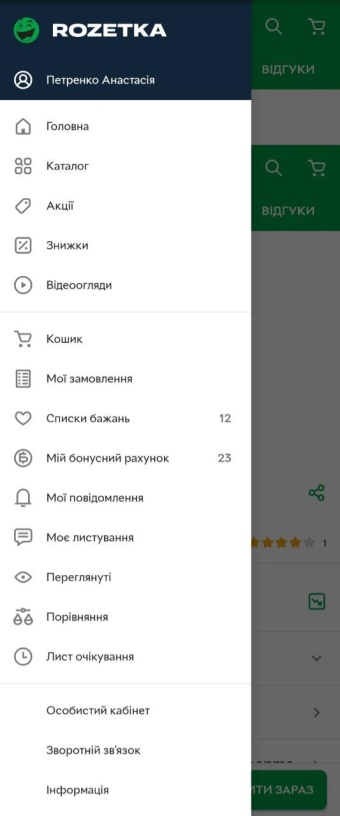 ROZETKA
ВІДГУКИ
Петренко Анастасія
Головна
Каталог
Акції
ВІДГУКИ
Знижки
Відеоогляди
Кошик
Мої замовлення
Списки бажань 12
Мій бонусний рахунок 23
Мої повідомлення
Моє листування
1
Переглянуті
Порівняння
Лист очікування
Особистий кабінет
Зворотній зв'язок
Інформація
ЗАРАЗ